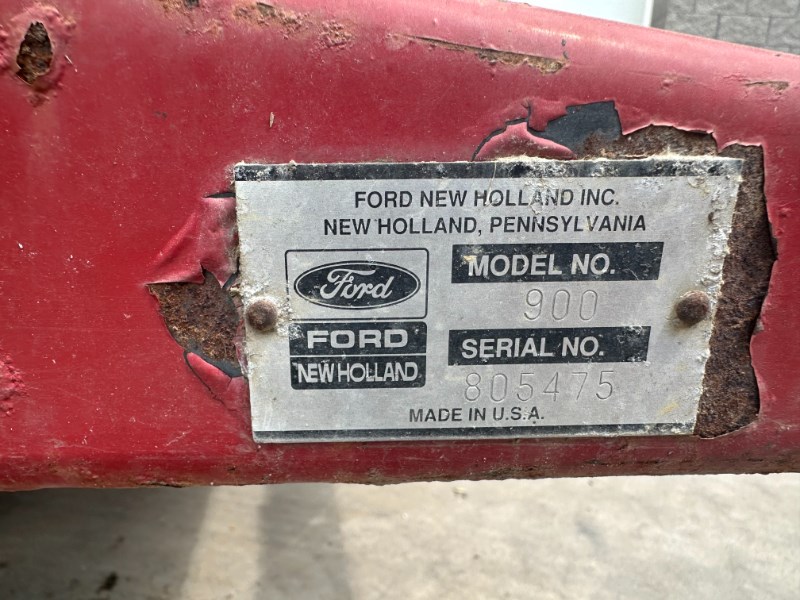 FORD NEW HOLLAND INC.
NEW HOLLAND, PENNSYLVANIA
Ford
FORD
NEW HOLLAND
MODEL NO.
900
SERIAL NO.
805475
MADE IN U.S.A.